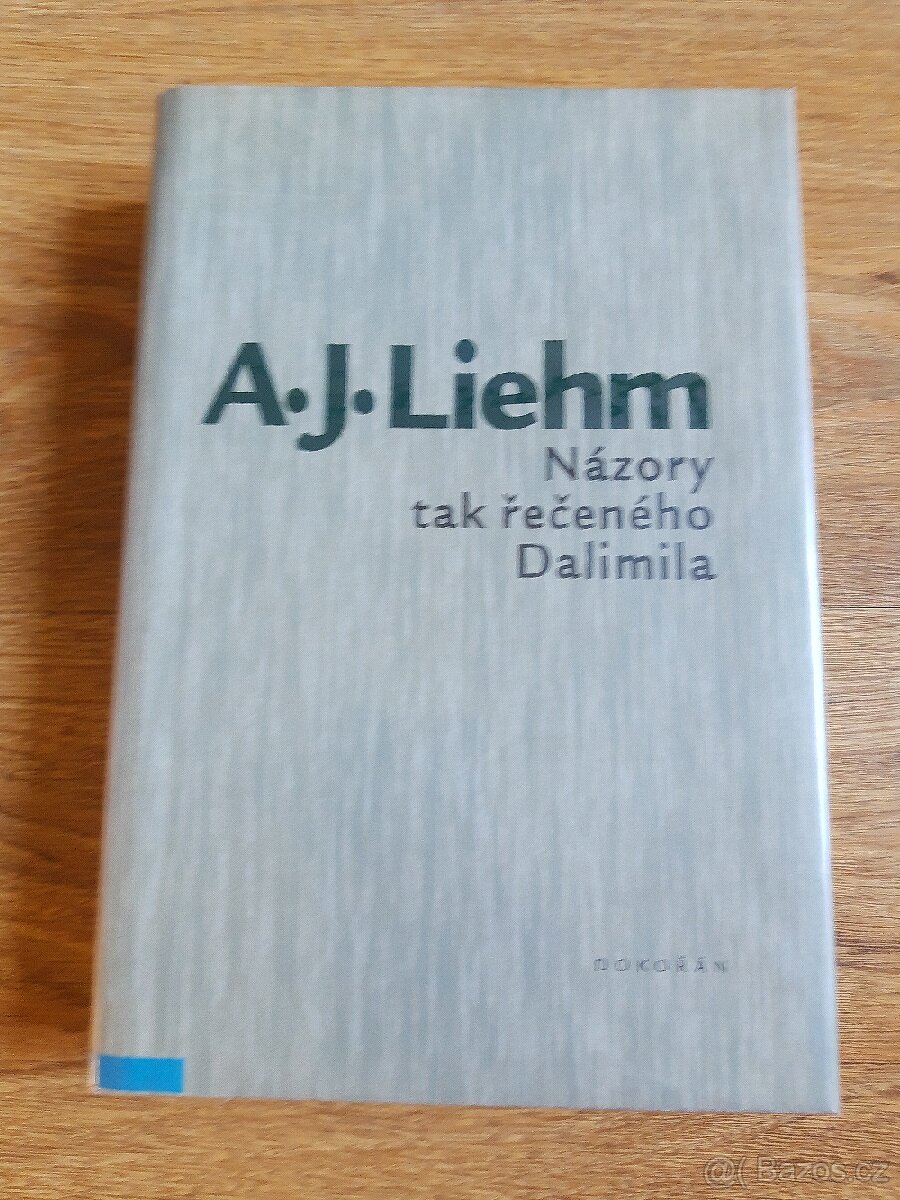 A.J.Liehm
Názory
tak řečeného
Dalimila
DOKOŘÁN
@( Bazos.cz